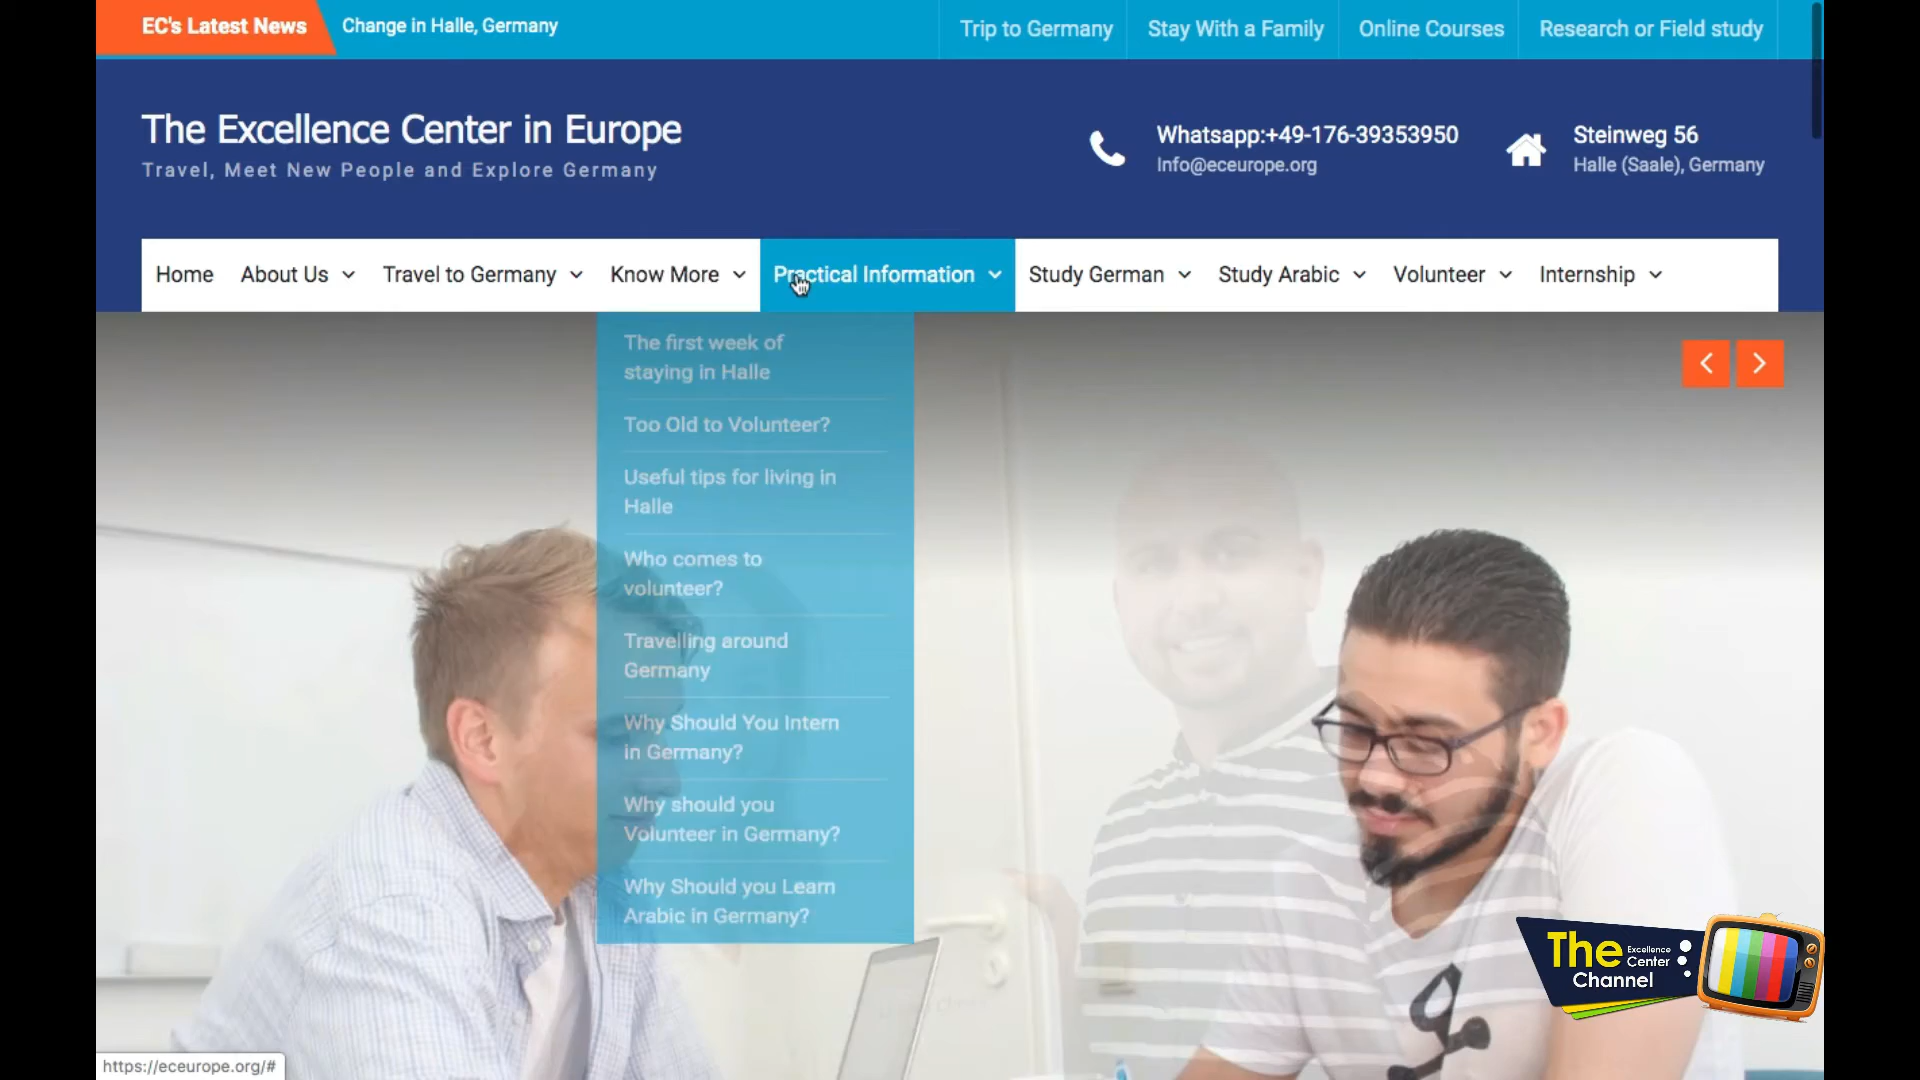 EC's Latest News
Change in Halle, Germany
Trip to Germany
Stay With a Family
Online Courses
Research or Field study
The Excellence Center in Europe
Travel, Meet New People and Explore Germany
Whatsapp:+49-176-39353950
Info@eceurope.org
Steinweg 56
Halle (Saale), Germany
Home
About Us
Travel to Germany
Know More
Practical Information
Study German
Study Arabic
Volunteer
Internship
The first week of
staying in Halle
Too Old to Volunteer?
Useful tips for living in
Halle
Who comes to
volunteer?
Travelling around
Germany
Why Should You Intern
in Germany?
Why should you
Volunteer in Germany?
Why Should you Learn
Arabic in Germany?
The Excellence
Center
Channel
https://eceurope.org/#